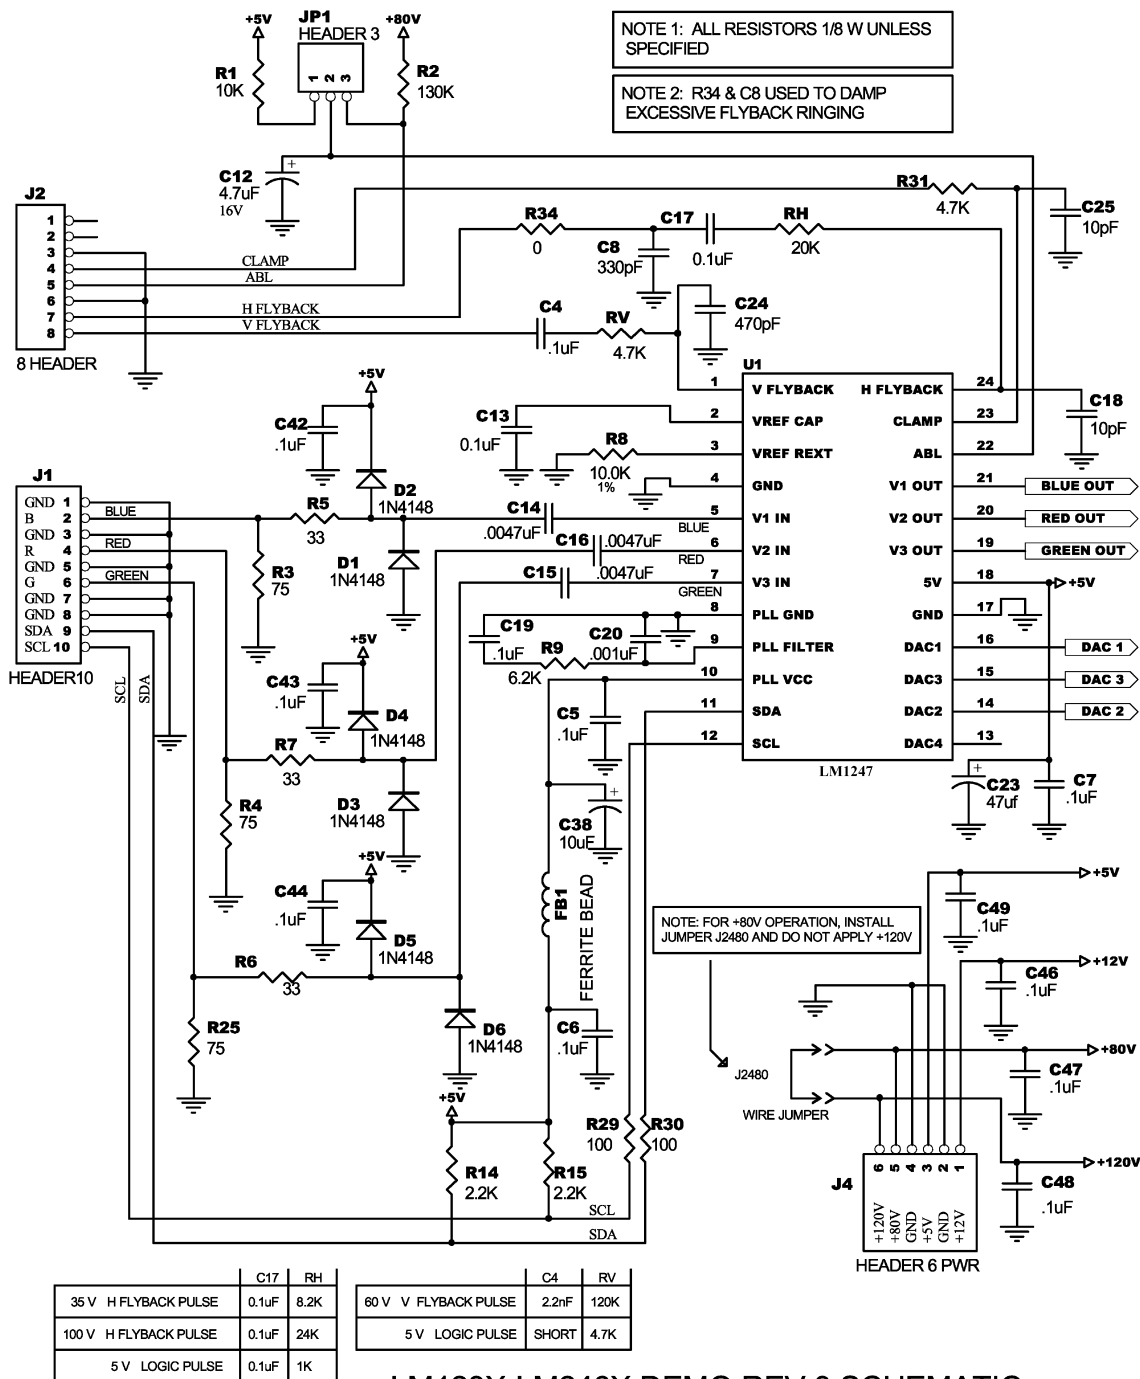 +5V
JP1
HEADER 3
+80V
NOTE 1: ALL RESISTORS 1/8 W UNLESS
SPECIFIED
R1
10K
1 2 3
R2
130K
NOTE 2: R34 & C8 USED TO DAMP
EXCESSIVE FLYBACK RINGING
C12
4.7uF
16V
+
R31
4.7K
C25
10pF
J2
1
2
3
4
5
6
7
8
8 HEADER
CLAMP
ABL
H FLYBACK
V FLYBACK
R34
0
C17
0.1uF
RH
20K
C8
330pF
C4
.1uF
RV
4.7K
C24
470pF
U1
1 V FLYBACK
2 VREF CAP
3 VREF REXT
4 GND
5 V1 IN
6 V2 IN
7 V3 IN
8 PLL GND
9 PLL FILTER
10 PLL VCC
11 SDA
12 SCL
H FLYBACK 24
CLAMP 23
ABL 22
V1 OUT 21
V2 OUT 20
V3 OUT 19
5V 18
GND 17
DAC1 16
DAC3 15
DAC2 14
DAC4 13
LM1247
C18
10pF
BLUE OUT
RED OUT
GREEN OUT
+5V
DAC 1
DAC 3
DAC 2
+5V
C42
.1uF
C13
0.1uF
R8
10.0K
1%
D2
1N4148
J1
GND 1
B 2
GND 3
R 4
GND 5
G 6
GND 7
GND 8
SDA 9
SCL 10
HEADER10
BLUE
RED
GREEN
SCL
SDA
R5
33
C14
.0047uF
BLUE
C16
.0047uF
RED
C15
.0047uF
GREEN
D1
1N4148
R3
75
C19
.1uF
C20
.001uF
R9
6.2K
+5V
C43
.1uF
D4
1N4148
C5
.1uF
R7
33
D3
1N4148
R4
75
C38
10uF
+
+
C23
47uf
C7
.1uF
+5V
C44
.1uF
D5
1N4148
FB1
FERRITE BEAD
NOTE: FOR +80V OPERATION, INSTALL
JUMPER J2480 AND DO NOT APPLY +120V
+5V
C49
.1uF
R6
33
+12V
C46
.1uF
R25
75
D6
1N4148
C6
.1uF
J2480
WIRE JUMPER
+80V
C47
.1uF
+5V
R29
100
R30
100
R14
2.2K
R15
2.2K
SCL
SDA
+120V
C48
.1uF
J4
6 5 4 3 2 1
+120V
+80V
GND
+5V
GND
+12V
HEADER 6 PWR
C17 RH
35 V H FLYBACK PULSE 0.1uF 8.2K
100 V H FLYBACK PULSE 0.1uF 24K
5 V LOGIC PULSE 0.1uF 1K
C4 RV
60 V V FLYBACK PULSE 2.2nF 120K
5 V LOGIC PULSE SHORT 4.7K